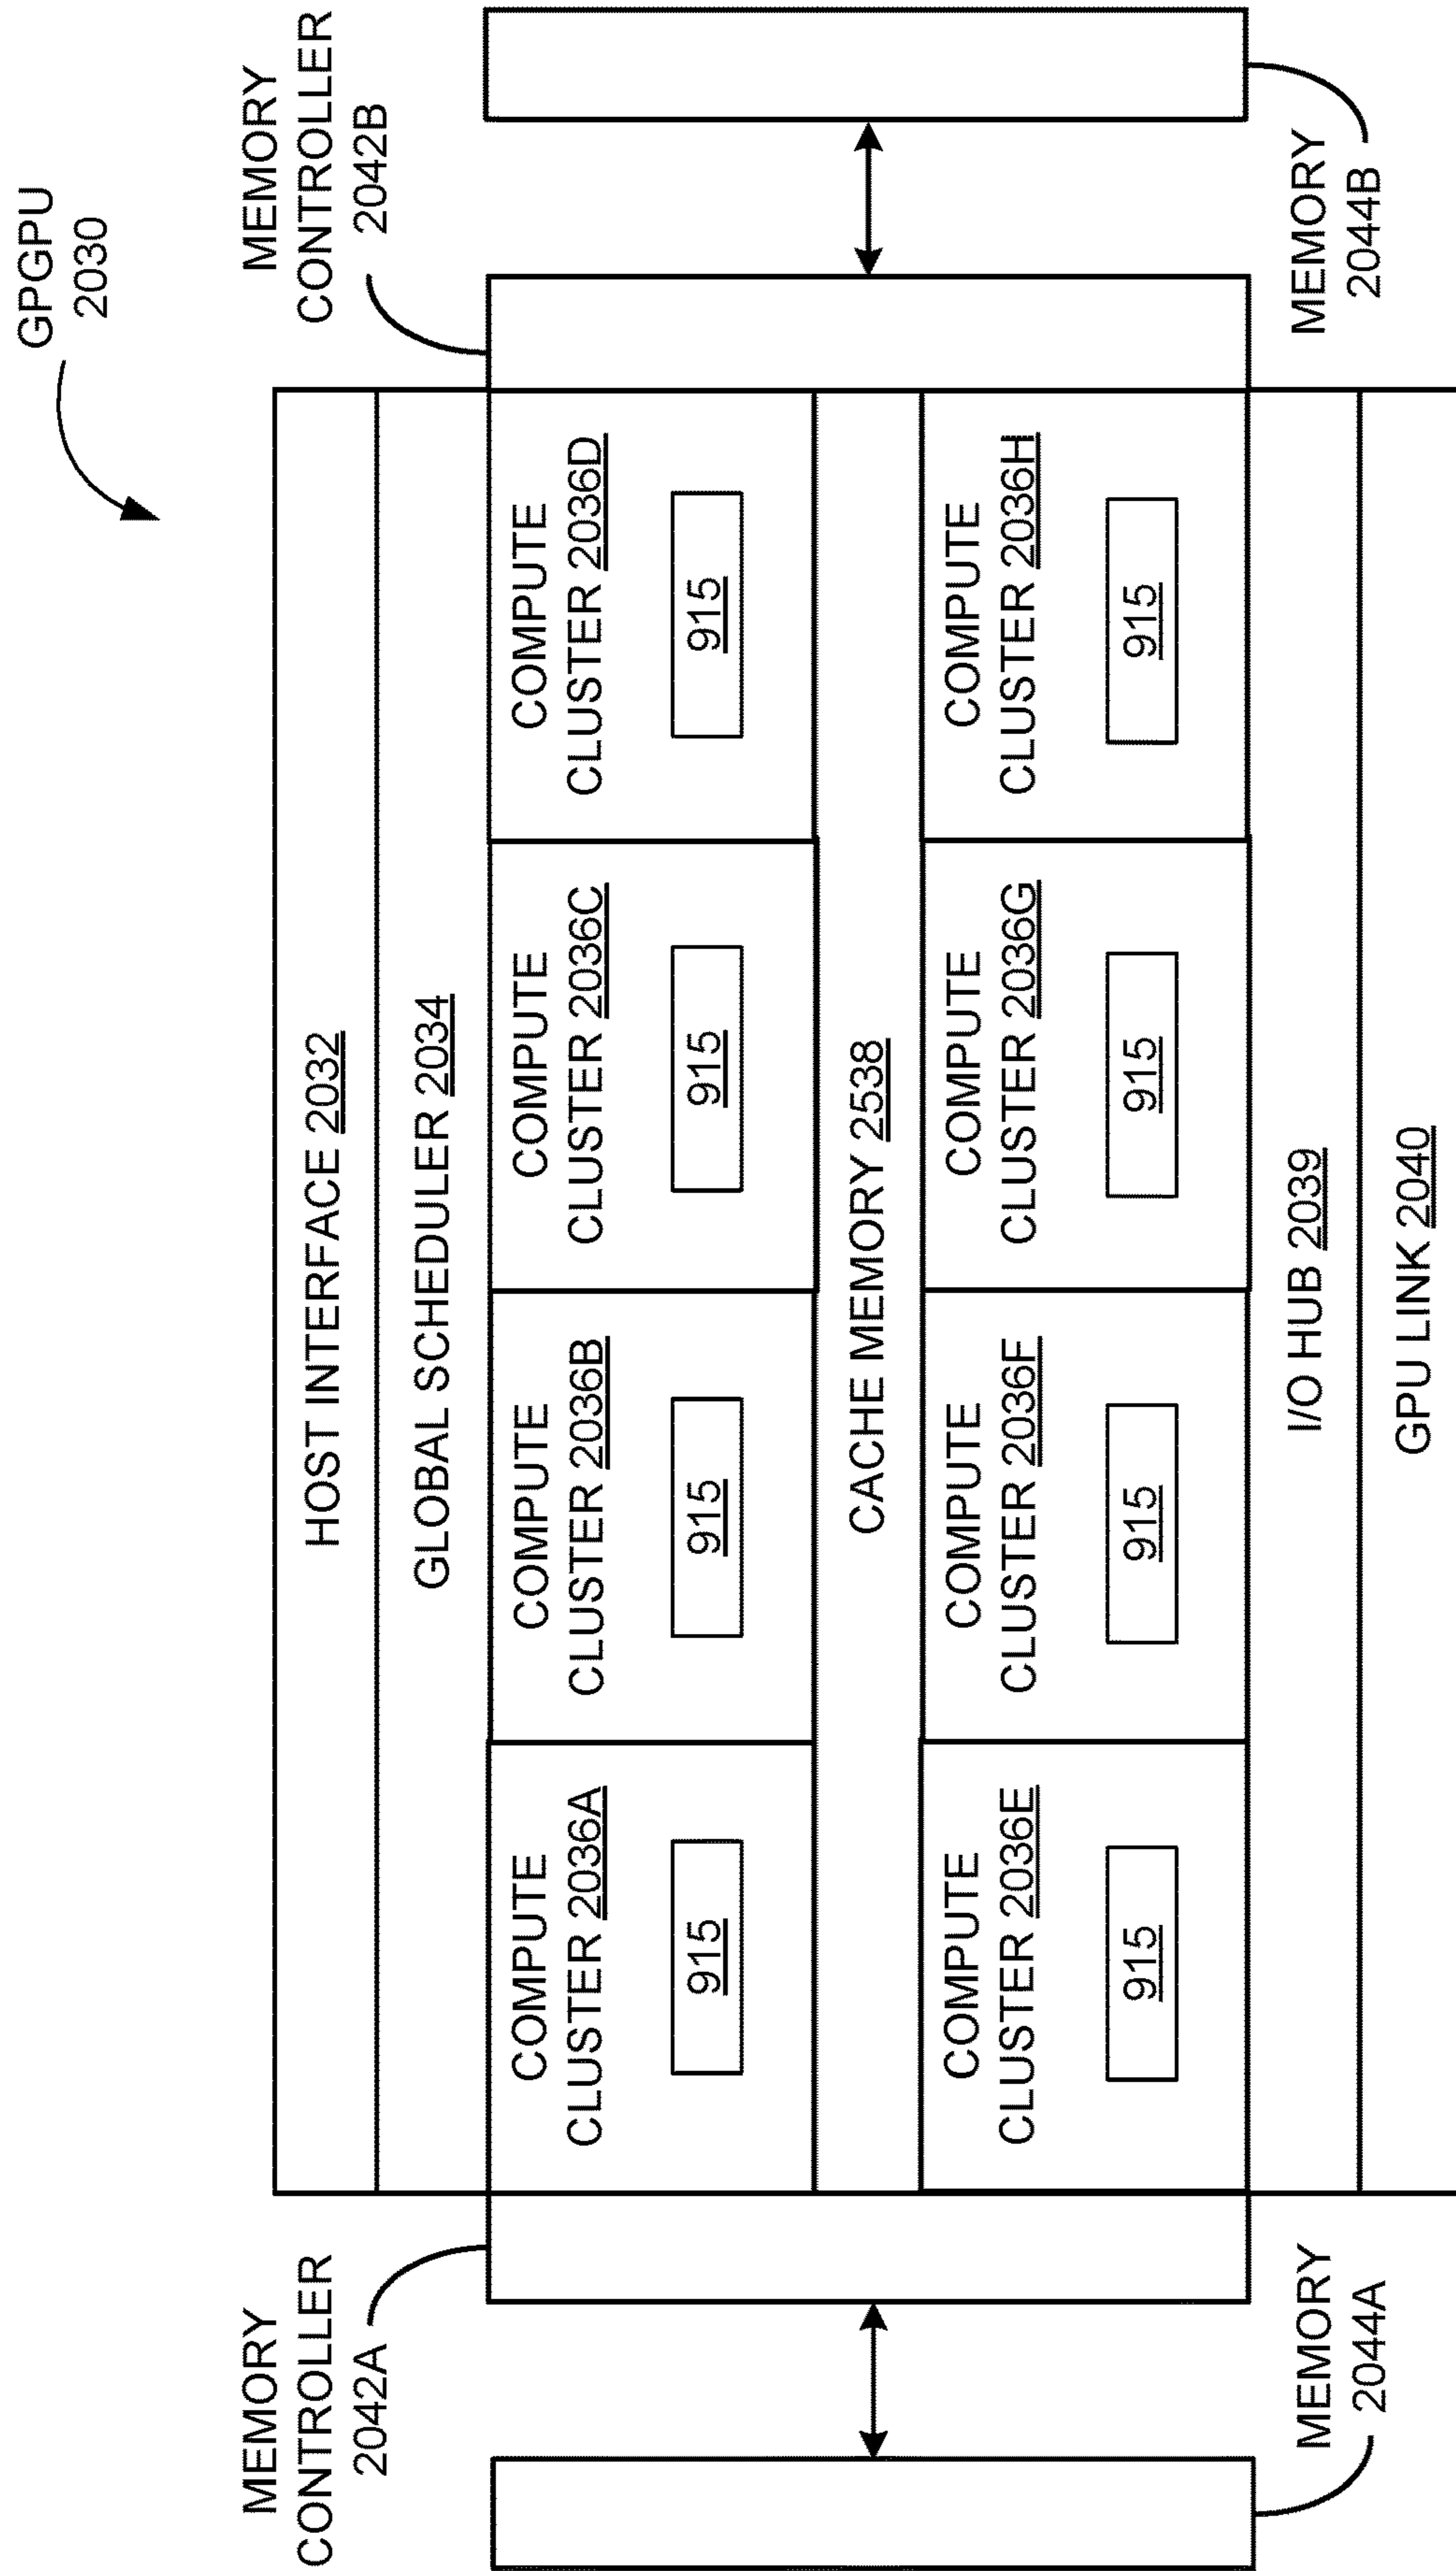 GPGPU
2030
MEMORY
CONTROLLER
2042A
MEMORY
CONTROLLER
2042B
HOST INTERFACE 2032
GLOBAL SCHEDULER 2034
COMPUTE
CLUSTER 2036A
915
COMPUTE
CLUSTER 2036B
915
COMPUTE
CLUSTER 2036C
915
COMPUTE
CLUSTER 2036D
915
CACHE MEMORY 2538
COMPUTE
CLUSTER 2036E
915
COMPUTE
CLUSTER 2036F
915
COMPUTE
CLUSTER 2036G
915
COMPUTE
CLUSTER 2036H
915
I/O HUB 2039
GPU LINK 2040
MEMORY
2044A
MEMORY
2044B